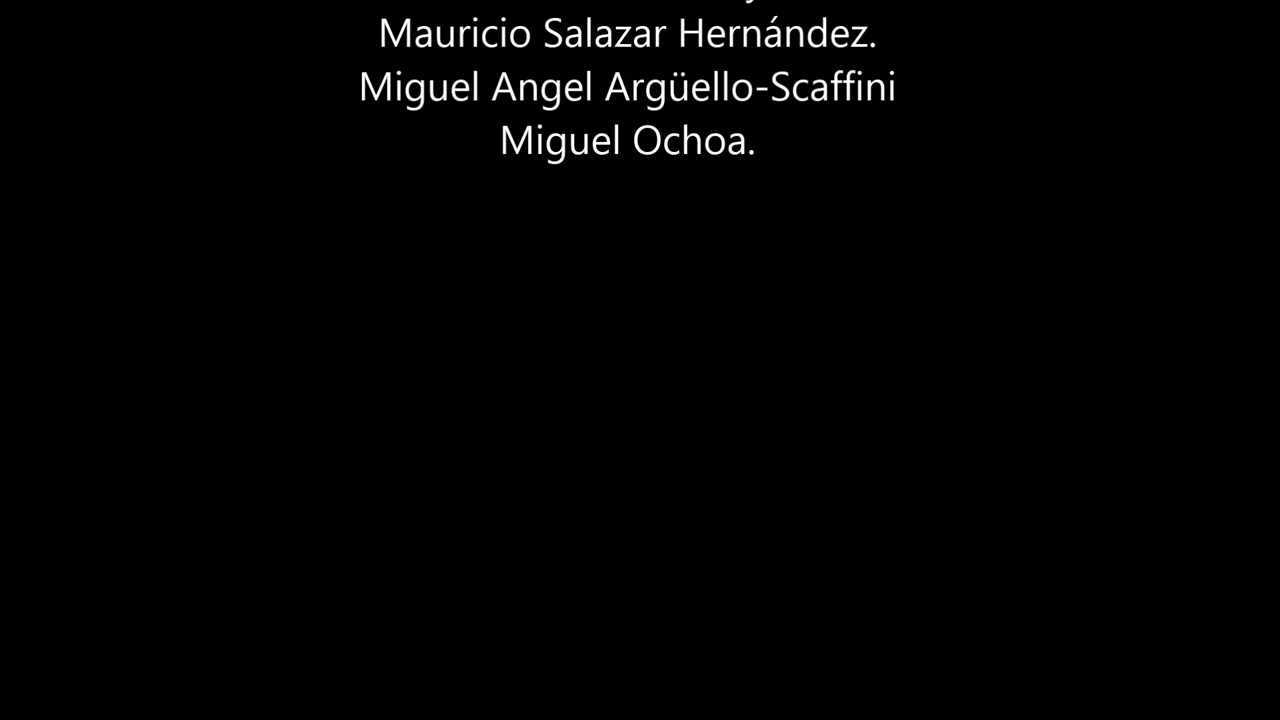 Mauricio Salazar Hernández.
Miguel Angel Argüello-Scaffini
Miguel Ochoa.